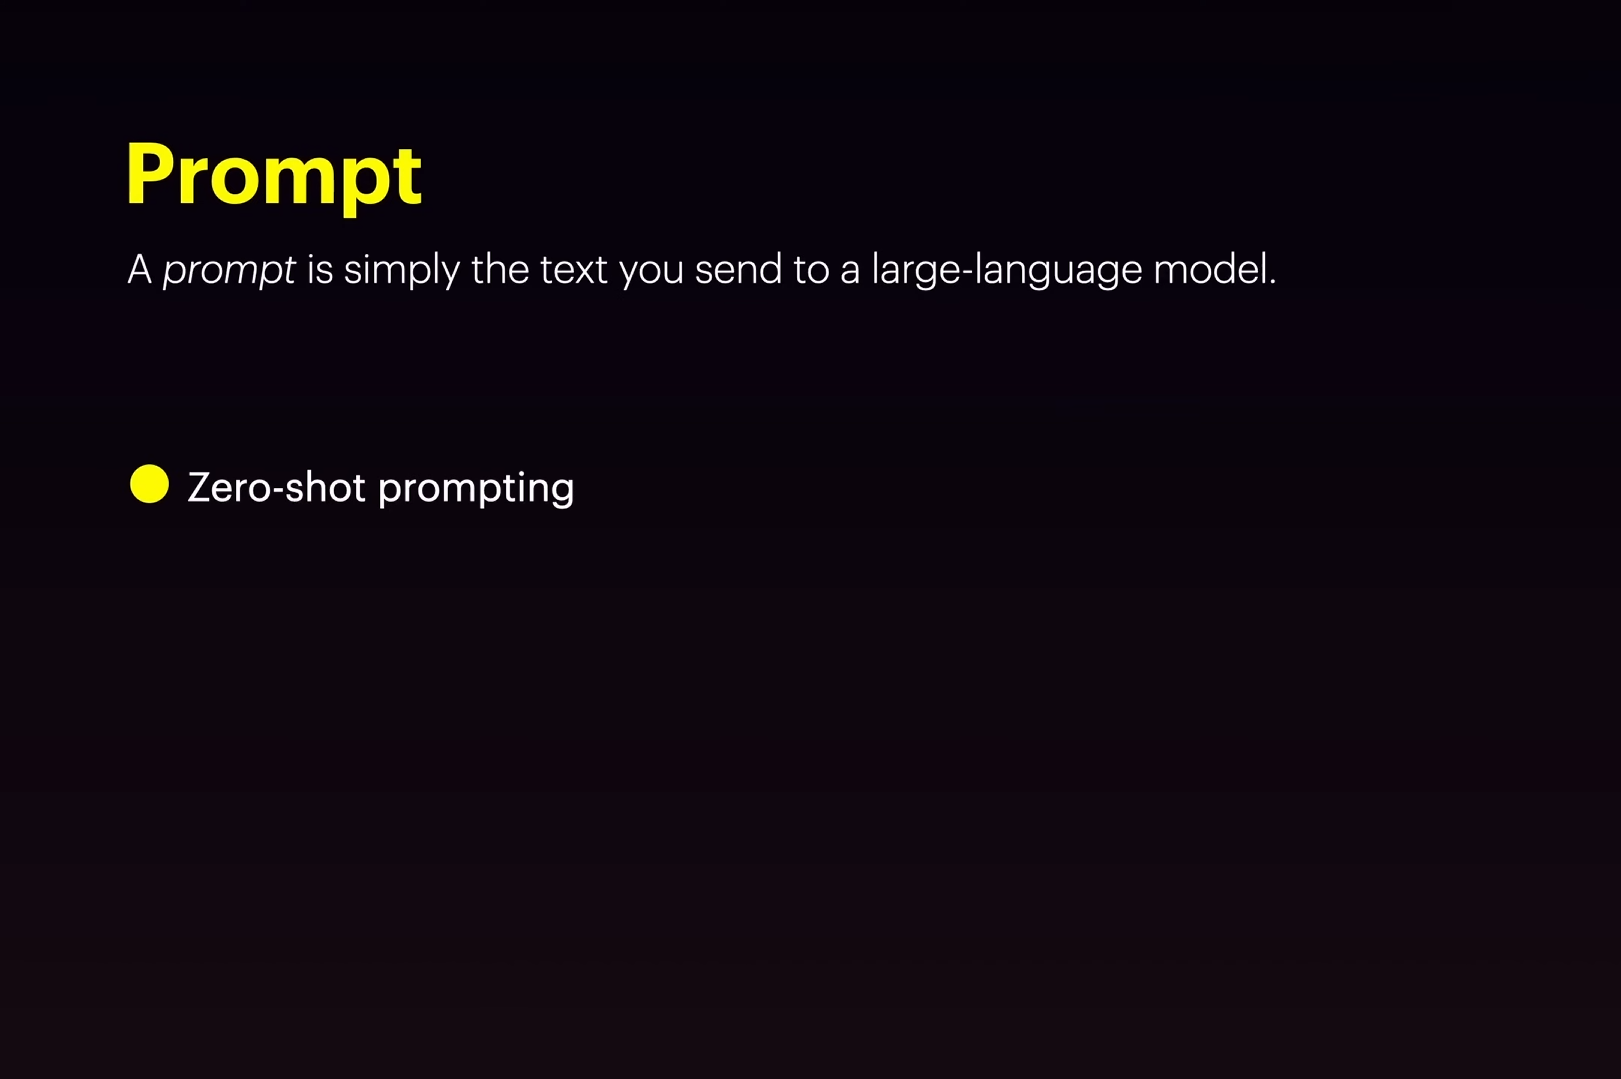 Prompt
A prompt is simply the text you send to a large-language model.
Zero-shot prompting